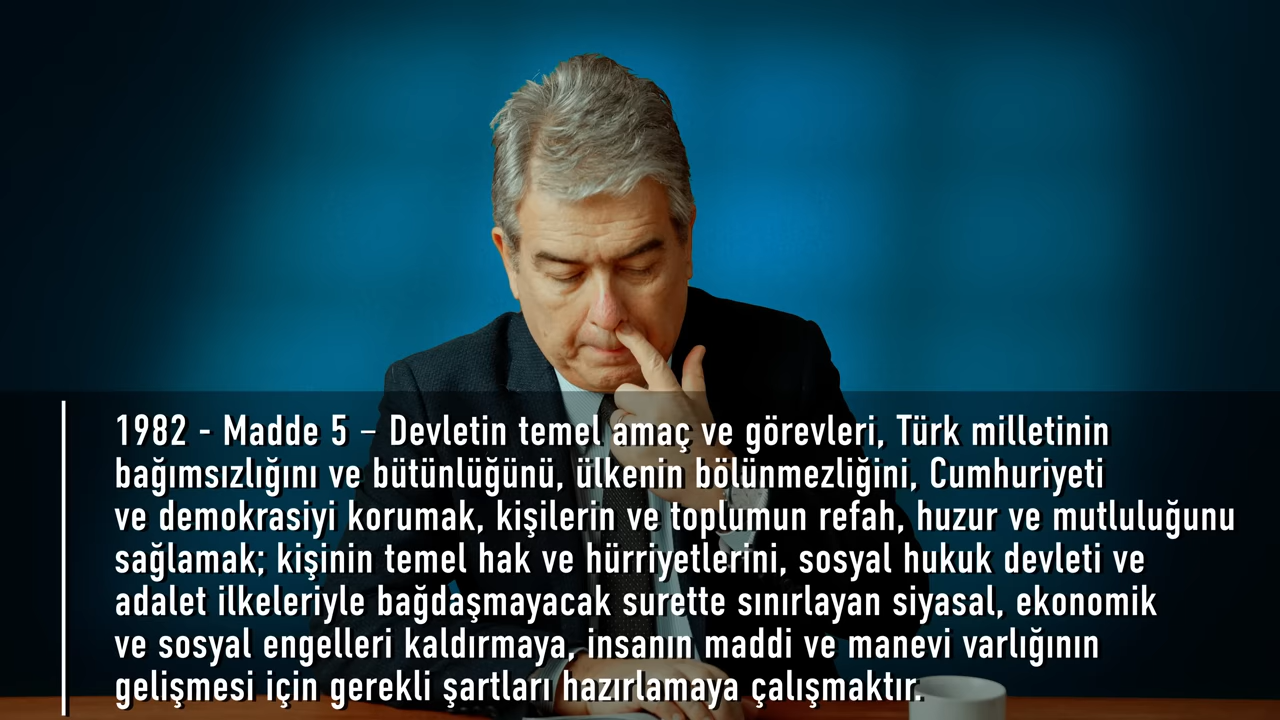 1982 - Madde 5 – Devletin temel amaç ve görevleri, Türk milletinin
bağımsızlığını ve bütünlüğünü, ülkenin bölünmezliğini, Cumhuriyeti
ve demokrasiyi korumak, kişilerin ve toplumun refah, huzur ve mutluluğunu
sağlamak; kişinin temel hak ve hürriyetlerini, sosyal hukuk devleti ve
adalet ilkeleriyle bağdaşmayacak surette sınırlayan siyasal, ekonomik
ve sosyal engelleri kaldırmaya, insanın maddi ve manevi varlığının
gelişmesi için gerekli şartları hazırlamaya çalışmaktır.